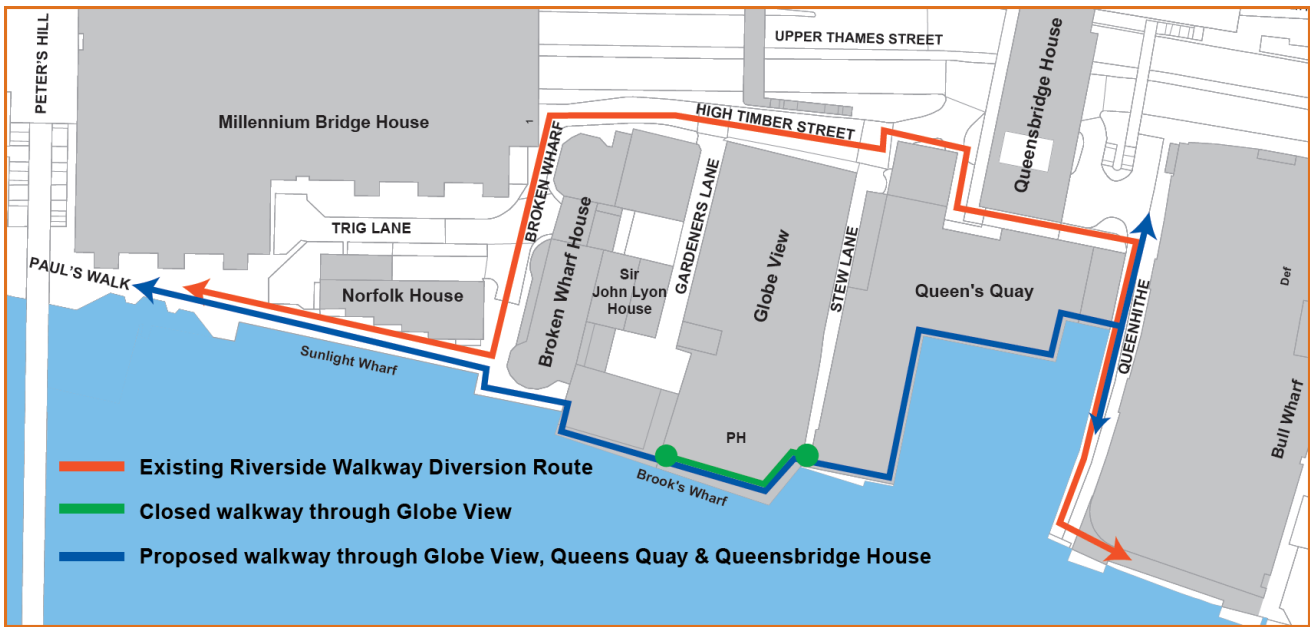 PETER'S HILL
UPPER THAMES STREET
Queensbridge House
Millennium Bridge House
1
HIGH TIMBER STREET
BROKEN WHARF
GARDENERS LANE
TRIG LANE
PAUL'S WALK
Norfolk House
Broken Wharf House
Sir
John Lyon
House
Globe View
STEW LANE
Queen's Quay
QUEENHITHE
Def
Bull Wharf
Sunlight Wharf
PH
Brook's Wharf
Existing Riverside Walkway Diversion Route
Closed walkway through Globe View
Proposed walkway through Globe View, Queens Quay & Queensbridge House